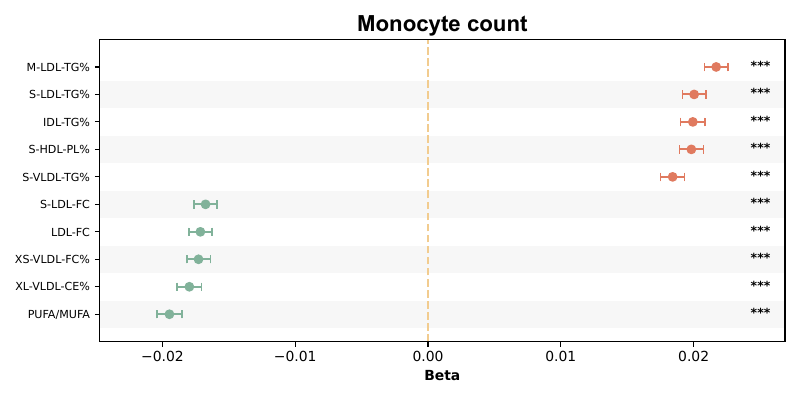 Monocyte count
M-LDL-TG% ***
S-LDL-TG% ***
IDL-TG% ***
S-HDL-PL% ***
S-VLDL-TG% ***
S-LDL-FC ***
LDL-FC ***
XS-VLDL-FC% ***
XL-VLDL-CE% ***
PUFA/MUFA ***
−0.02 −0.01 0.00 0.01 0.02
Beta